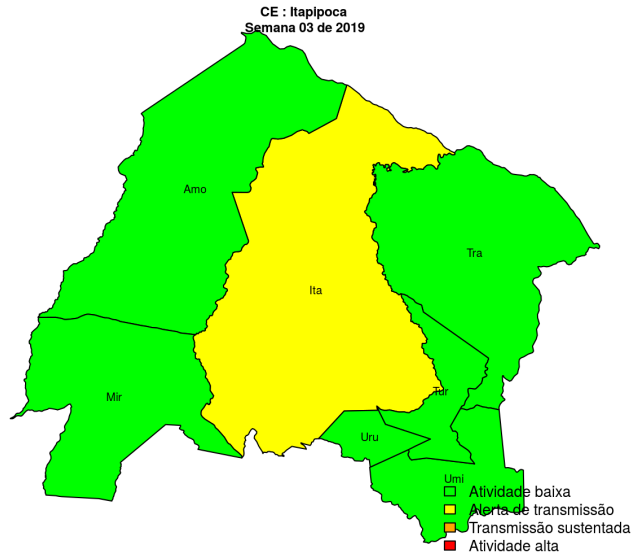 CE : Itapipoca
Semana 03 de 2019
Amo
Tra
Ita
Tur
Mir
Uru
Umi
Atividade baixa
Alerta de transmissão
Transmissão sustentada
Atividade alta